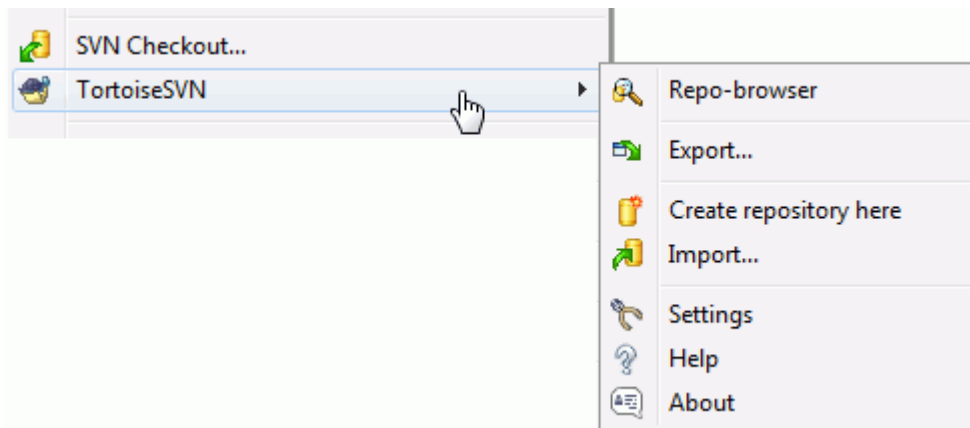 SVN Checkout...
TortoiseSVN
Repo-browser
Export...
Create repository here
Import...
Settings
Help
About